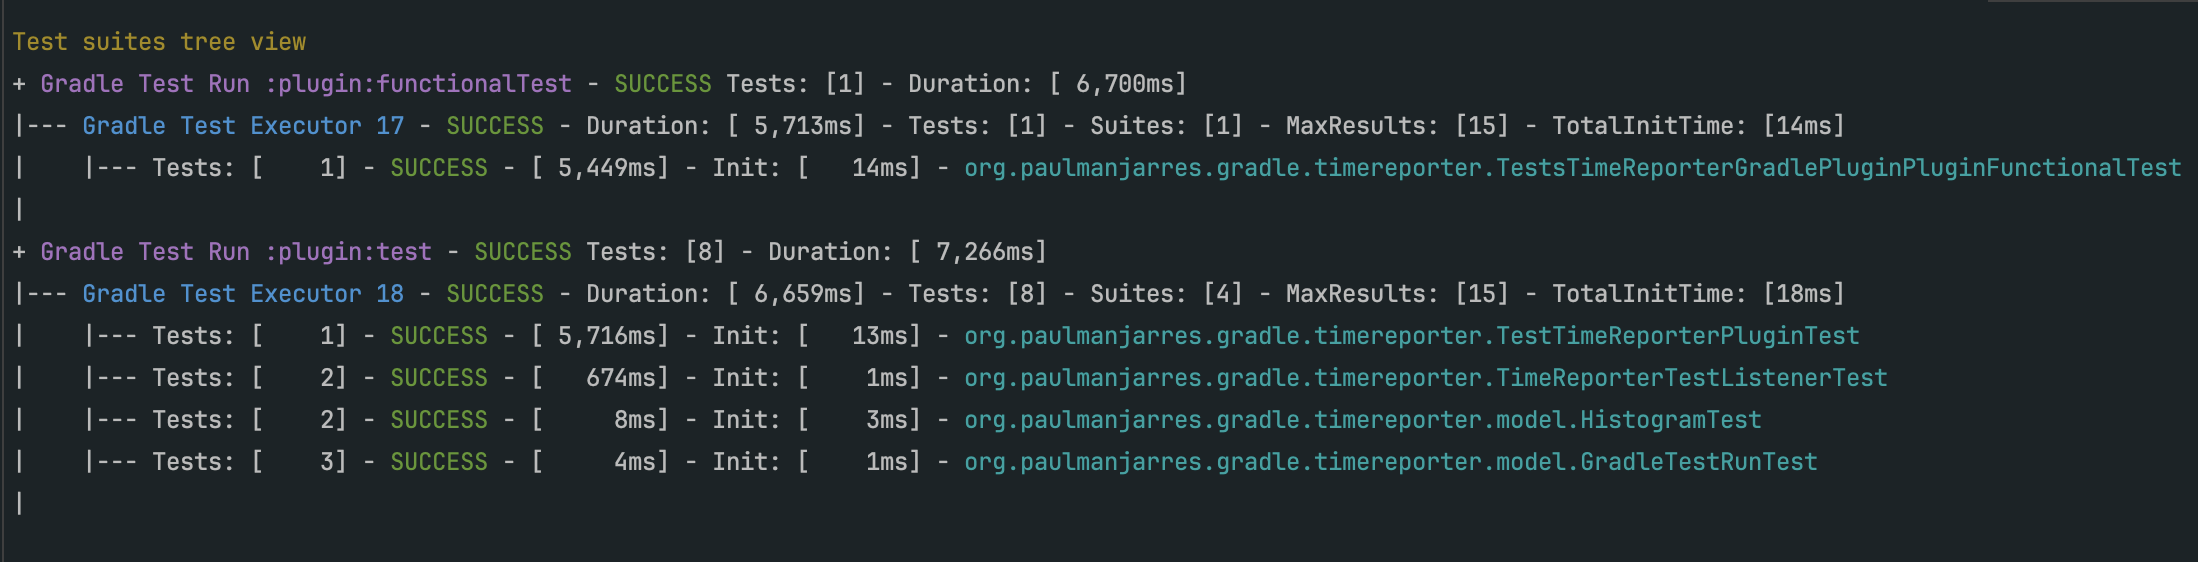 Test suites tree view
+ Gradle Test Run :plugin:functionalTest - SUCCESS Tests: [1] - Duration: [ 6,700ms]
|--- Gradle Test Executor 17 - SUCCESS - Duration: [ 5,713ms] - Tests: [1] - Suites: [1] - MaxResults: [15] - TotalInitTime: [14ms]
|    |--- Tests: [    1] - SUCCESS - [ 5,449ms] - Init: [   14ms] - org.paulmanjarres.gradle.timereporter.TestsTimeReporterGradlePluginPluginFunctionalTest
|
+ Gradle Test Run :plugin:test - SUCCESS Tests: [8] - Duration: [ 7,266ms]
|--- Gradle Test Executor 18 - SUCCESS - Duration: [ 6,659ms] - Tests: [8] - Suites: [4] - MaxResults: [15] - TotalInitTime: [18ms]
|    |--- Tests: [    1] - SUCCESS - [ 5,716ms] - Init: [   13ms] - org.paulmanjarres.gradle.timereporter.TestTimeReporterPluginTest
|    |--- Tests: [    2] - SUCCESS - [   674ms] - Init: [    1ms] - org.paulmanjarres.gradle.timereporter.TimeReporterTestListenerTest
|    |--- Tests: [    2] - SUCCESS - [     8ms] - Init: [    3ms] - org.paulmanjarres.gradle.timereporter.model.HistogramTest
|    |--- Tests: [    3] - SUCCESS - [     4ms] - Init: [    1ms] - org.paulmanjarres.gradle.timereporter.model.GradleTestRunTest
|